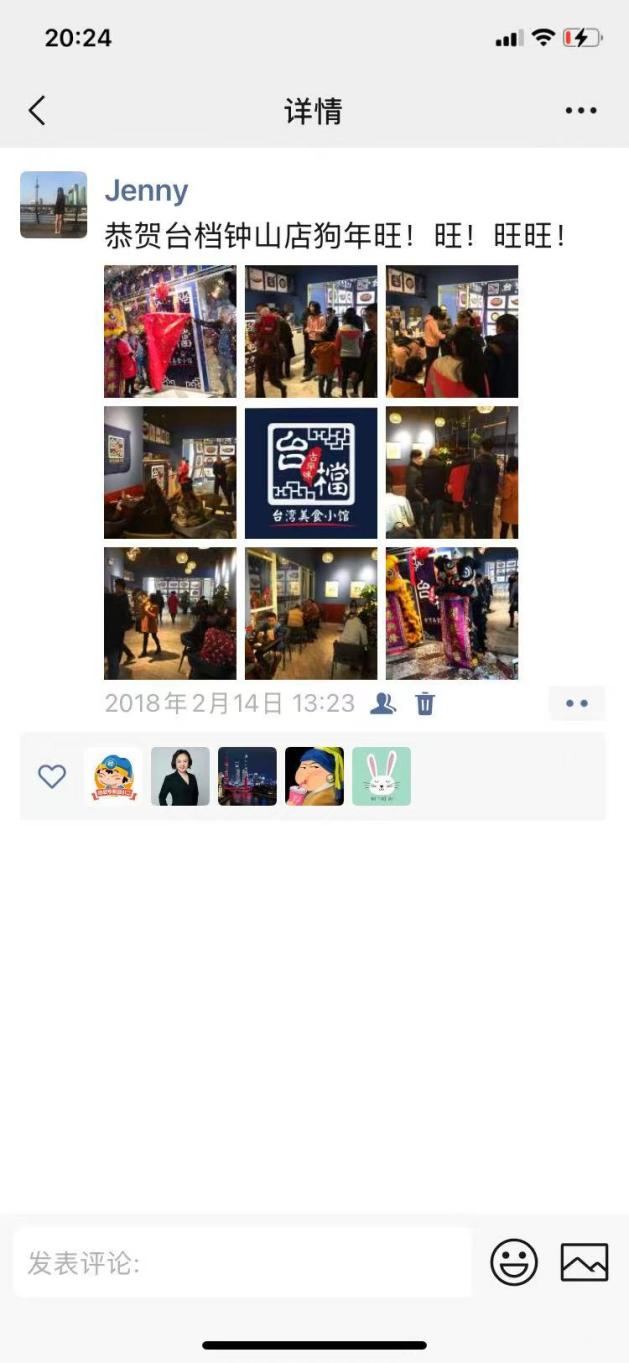 20:24
详情
Jenny
恭贺台档钟山店狗年旺！旺！旺旺！
台檔
古早味
台湾美食小馆
2018年2月14日 13:23
发表评论: